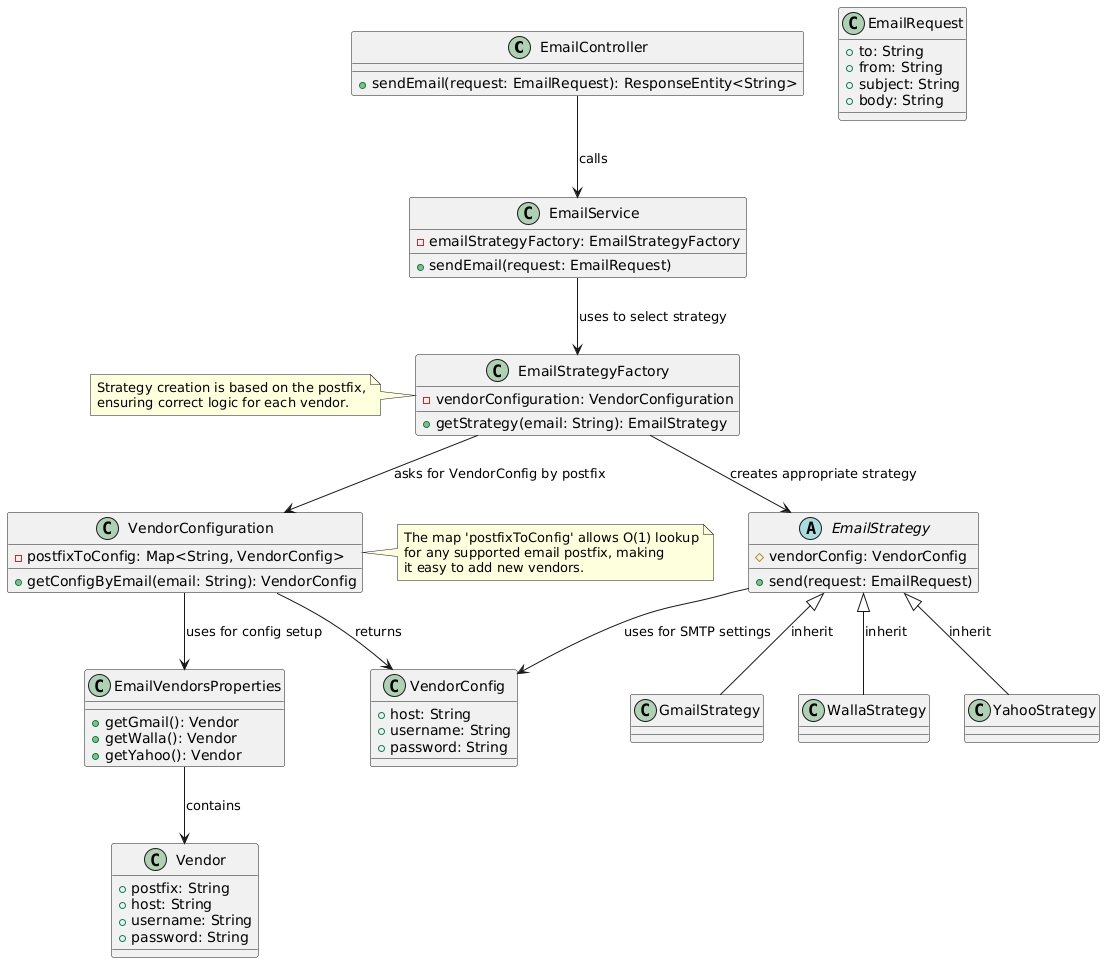 C EmailController
+ sendEmail(request: EmailRequest): ResponseEntity<String>
C EmailRequest
to: String
from: String
subject: String
body: String
calls
C EmailService
emailStrategyFactory: EmailStrategyFactory
sendEmail(request: EmailRequest)
uses to select strategy
Strategy creation is based on the postfix,
ensuring correct logic for each vendor.
C EmailStrategyFactory
vendorConfiguration: VendorConfiguration
getStrategy(email: String): EmailStrategy
asks for VendorConfig by postfix
creates appropriate strategy
C VendorConfiguration
postfixToConfig: Map<String, VendorConfig>
getConfigByEmail(email: String): VendorConfig
The map 'postfixToConfig' allows O(1) lookup
for any supported email postfix, making
it easy to add new vendors.
A EmailStrategy
vendorConfig: VendorConfig
send(request: EmailRequest)
uses for config setup
returns
uses for SMTP settings
inherit
inherit
inherit
C EmailVendorsProperties
getGmail(): Vendor
getWalla(): Vendor
getYahoo(): Vendor
C VendorConfig
host: String
username: String
password: String
C GmailStrategy
C WallaStrategy
C YahooStrategy
contains
C Vendor
postfix: String
host: String
username: String
password: String